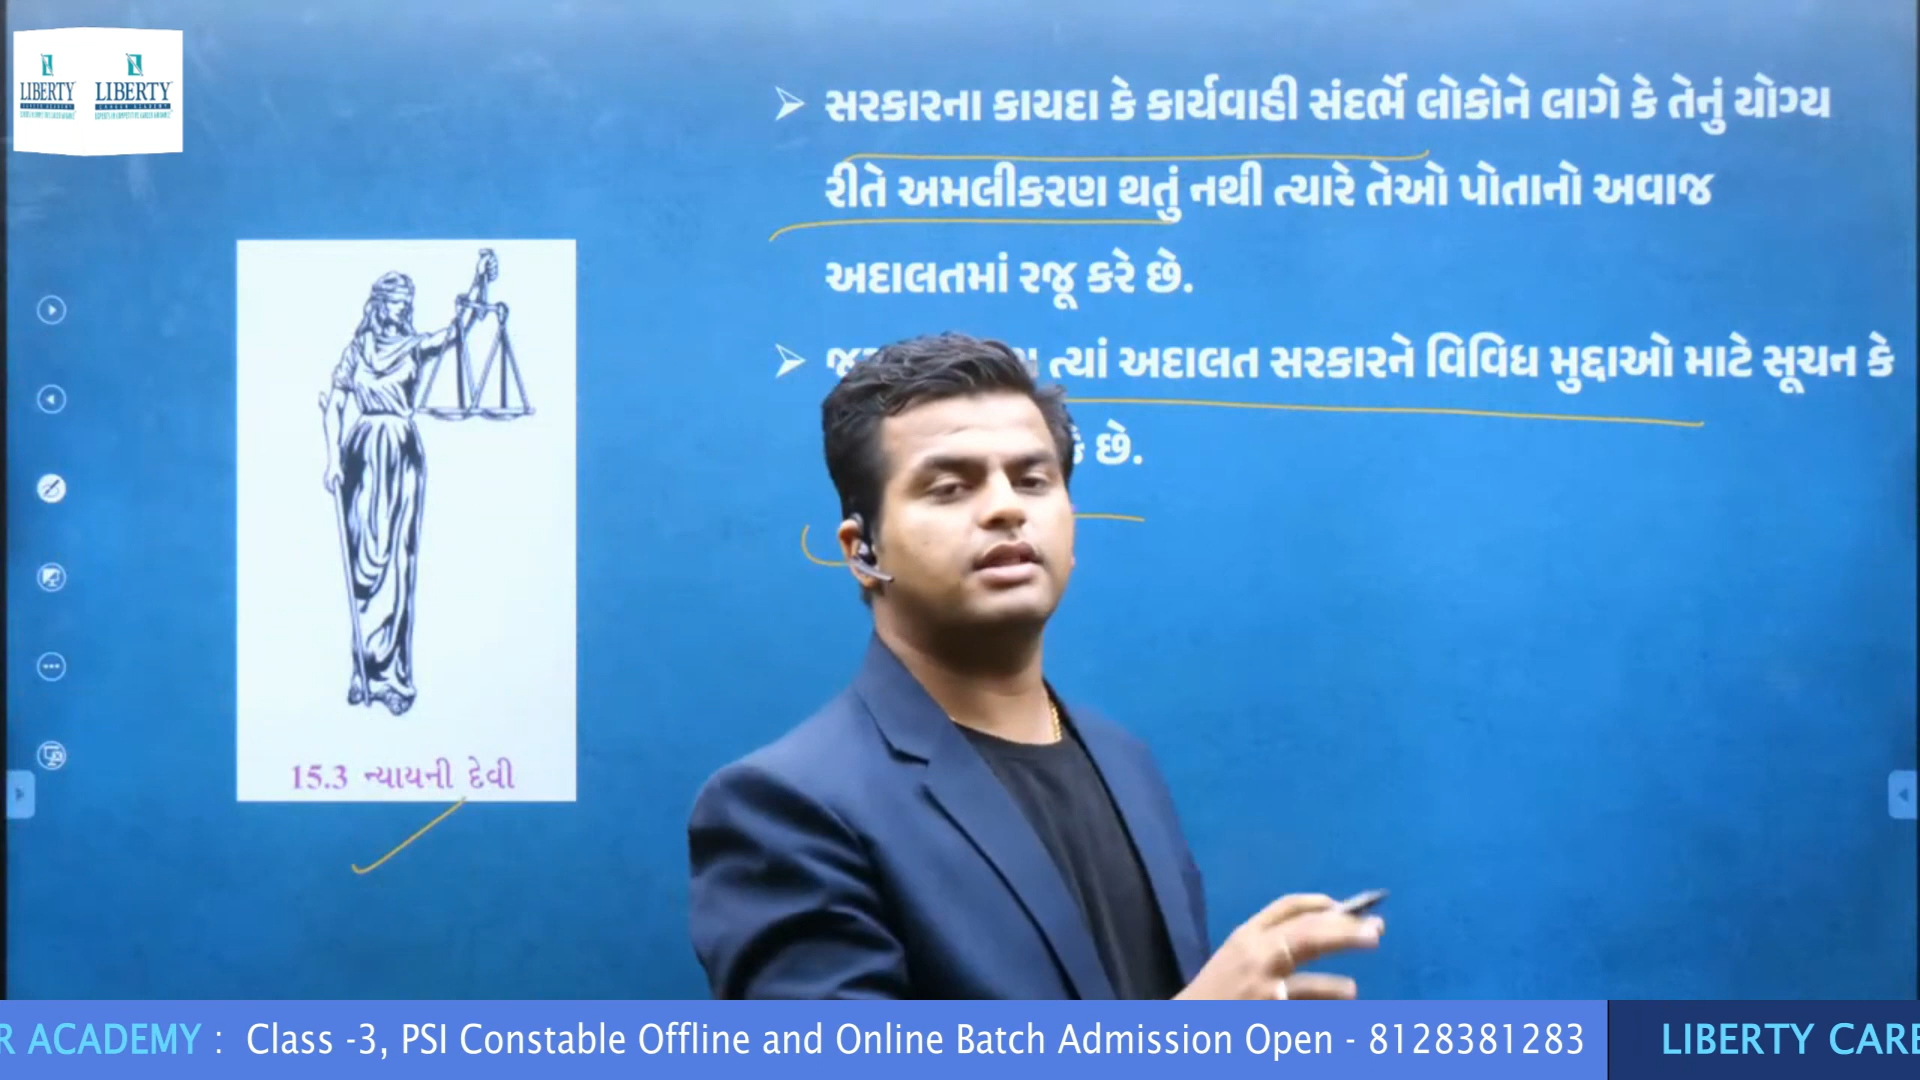 LIBERTY LIBERTY
સરકારના કાયદા કે કાર્યવાહી સંદર્ભે લોકોને લાગે કે તેનું યોગ્ય
રીતે અમલીકરણ થતું નથી ત્યારે તેઓ પોતાનો અવાજ
અદાલતમાં રજૂ કરે છે.
ત્યાં અદાલત સરકારને વિવિધ મુદ્દાઓ માટે સૂચન કે
છે.
15.3 ન્યાયની દેવી
R ACADEMY : Class -3, PSI Constable Offline and Online Batch Admission Open - 8128381283 LIBERTY CARE